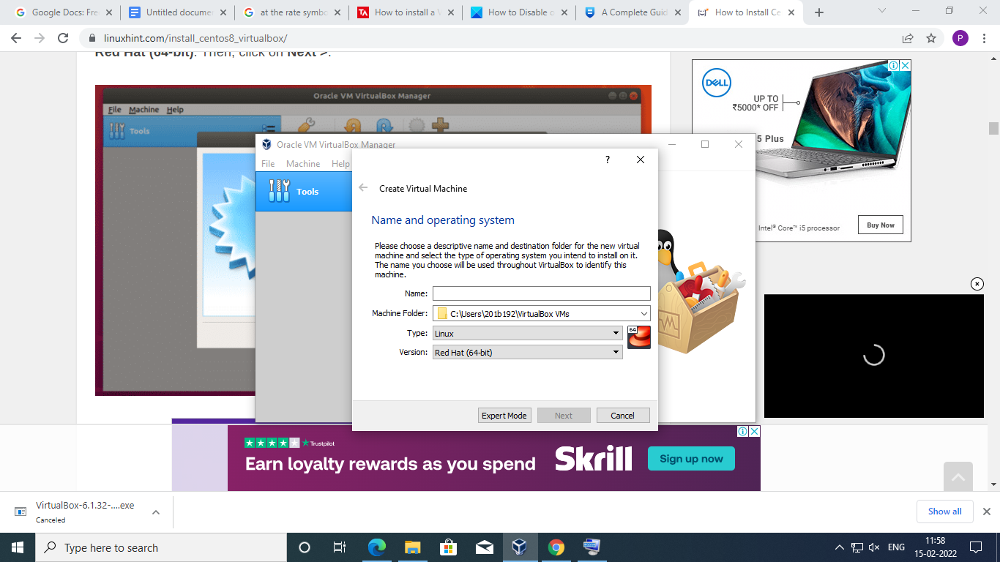 Google Docs: Fre
Untitled docume
at the rate symbo
How to install a V
How to Disable o
A Complete Guid
How to Install Ce
linuxhint.com/install_centos8_virtualbox/
P
Red Hat (64-bit). Then, click on Next >.
Oracle VM VirtualBox Manager
File Machine Help
Tools
Oracle VM VirtualBox Manager
File Machine Help
Tools
?
Create Virtual Machine
Name and operating system
Please choose a descriptive name and destination folder for the new virtual
machine and select the type of operating system you intend to install on it.
The name you choose will be used throughout VirtualBox to identify this
machine.
Name:
Machine Folder: C:\Users\201b192\VirtualBox VMs
Type: Linux
64
Version: Red Hat (64-bit)
Expert Mode Next Cancel
DELL
UP TO
₹5000* OFF
5 Plus
Intel® Core™ i5 processor
Buy Now
Trustpilot
Earn loyalty rewards as you spend
Skrill
Sign up now
VirtualBox-6.1.32-....exe
Canceled
Show all
Type here to search
ENG
11:58
15-02-2022